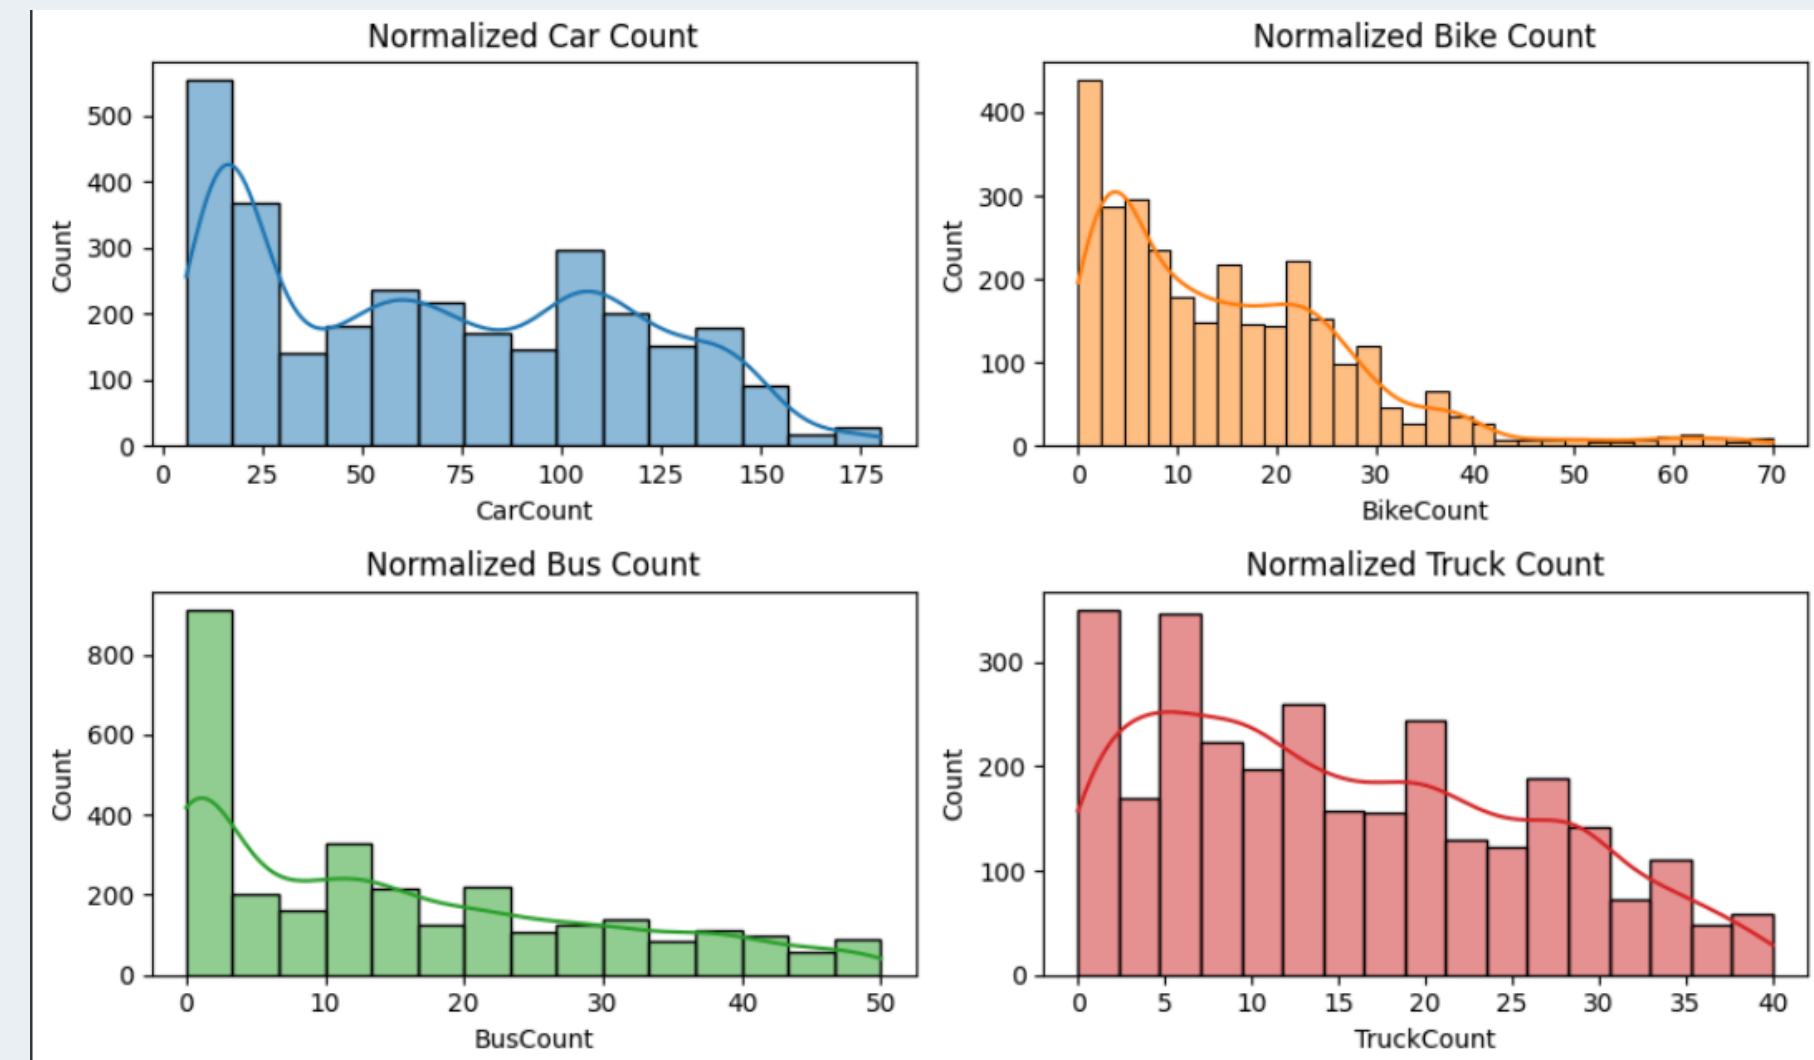 Normalized Car Count
500
400
300
200
100
0
Count
0 25 50 75 100 125 150 175
CarCount
Normalized Bike Count
400
300
200
100
0
Count
0 10 20 30 40 50 60 70
BikeCount
Normalized Bus Count
800
600
400
200
0
Count
0 10 20 30 40 50
BusCount
Normalized Truck Count
300
200
100
0
Count
0 5 10 15 20 25 30 35 40
TruckCount